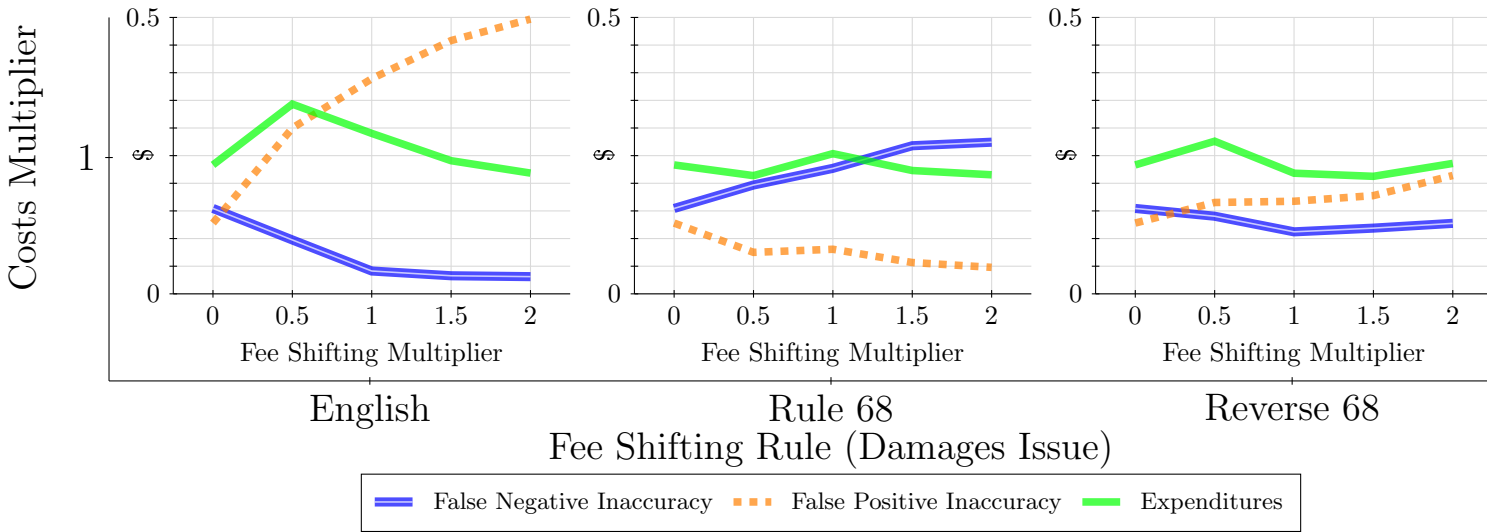 Costs Multiplier
1
0.5
$
0
0 0.5 1 1.5 2
Fee Shifting Multiplier
0.5
$
0
0 0.5 1 1.5 2
Fee Shifting Multiplier
0.5
$
0
0 0.5 1 1.5 2
Fee Shifting Multiplier
English Rule 68 Reverse 68
Fee Shifting Rule (Damages Issue)
False Negative Inaccuracy False Positive Inaccuracy Expenditures